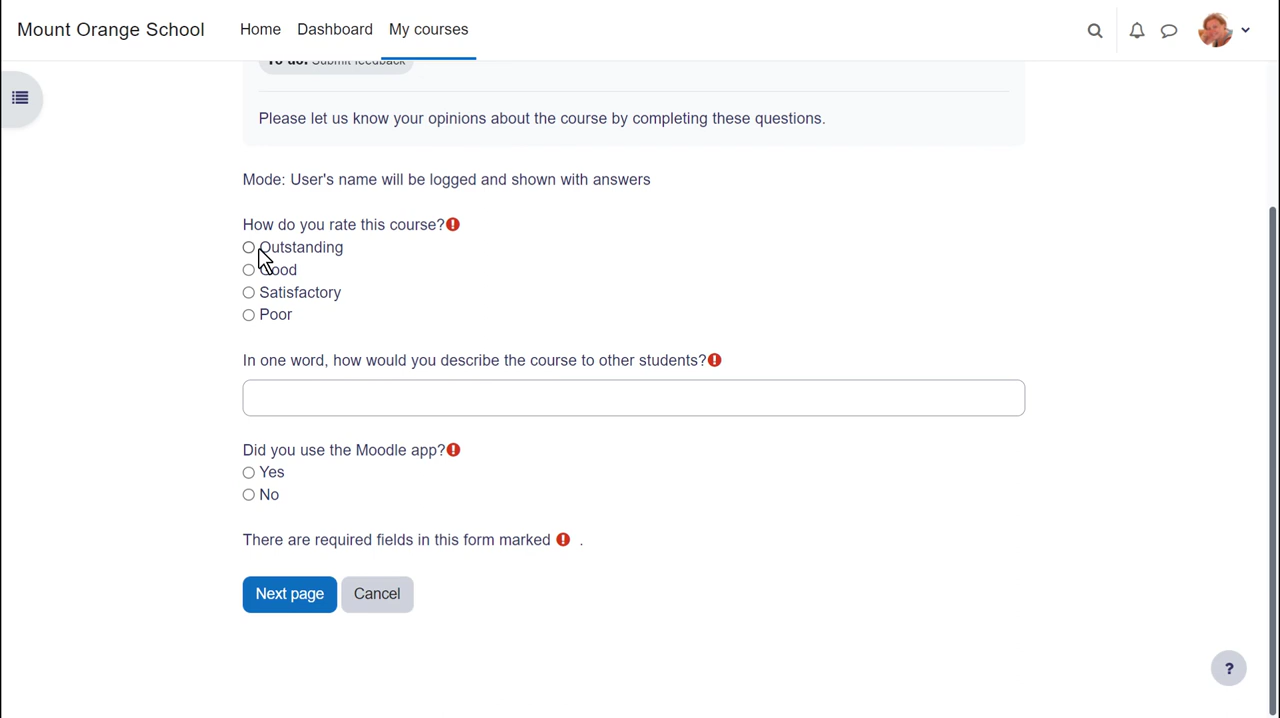 Mount Orange School Home Dashboard My courses
To do: Submit feedback
Please let us know your opinions about the course by completing these questions.
Mode: User's name will be logged and shown with answers
How do you rate this course?
Outstanding
Good
Satisfactory
Poor
In one word, how would you describe the course to other students?
Did you use the Moodle app?
Yes
No
There are required fields in this form marked .
Next page Cancel
?